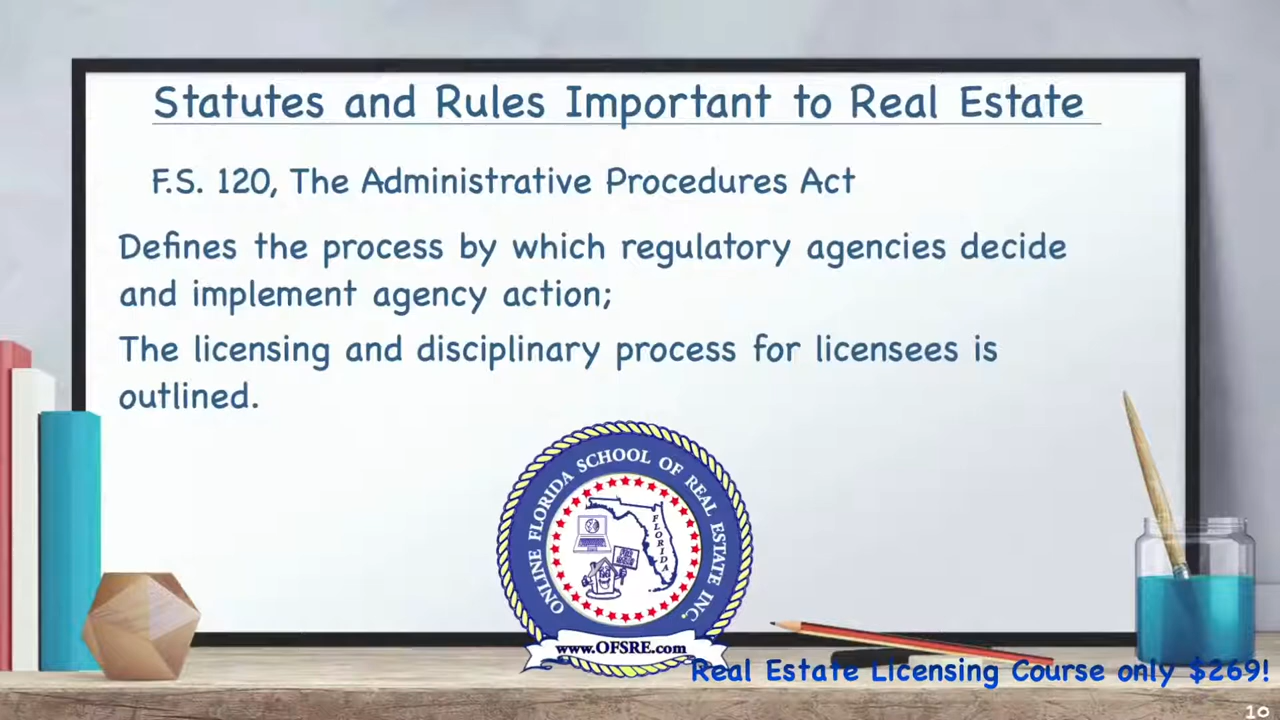 Statutes and Rules Important to Real Estate
F.S. 120, The Administrative Procedures Act
Defines the process by which regulatory agencies decide
and implement agency action;
The licensing and disciplinary process for licensees is
outlined.
ONLINE FLORIDA SCHOOL OF REAL ESTATE INC.
FLORIDA
www.OFSRE.com
Real Estate Licensing Course only $269!
10